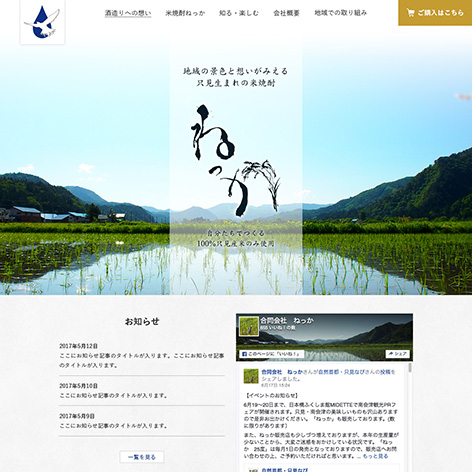 酒造りへの想い
米焼酎ねっか
知る・楽しむ
会社概要
地域での取り組み
ご購入はこちら
地域の景色と想いがみえる
只見生まれの米焼酎
ねっか
自分たちでつくる
100%只見産米のみ使用
お知らせ
2017年5月12日
ここにお知らせ記事のタイトルが入ります。ここにお知らせ記事のタイトルが入ります。
2017年5月10日
ここにお知らせ記事のタイトルが入ります。
2017年5月9日
ここにお知らせ記事のタイトルが入ります。
一覧を見る
合同会社 ねっか
いいね！の数
このページに「いいね！」
シェア
合同会社 ねっかさんが自然首都・只見なびさんの投稿を
シェアしました。
6月17日 15:24
【イベントのお知らせ】
6月19〜20日まで、日本橋ふくしま館MIDETTEで南会津観光PRフ
ェアが開催されます。只見・南会津の美味しいものも沢山あります
ので是非お出かけください。「ねっか」も販売しております。(数
に限りがあります)
また、ねっか販売店も少しづつ増えておりますが、本年の生産量が
少ないことから、大変ご迷惑をおかけしている状況です。「ねっ
か 25度」は毎月1日の発売となっておりますので、販売店へお問
い合わせの上、ご予約いただければと思います。... もっと見る
自然首都・只見なび